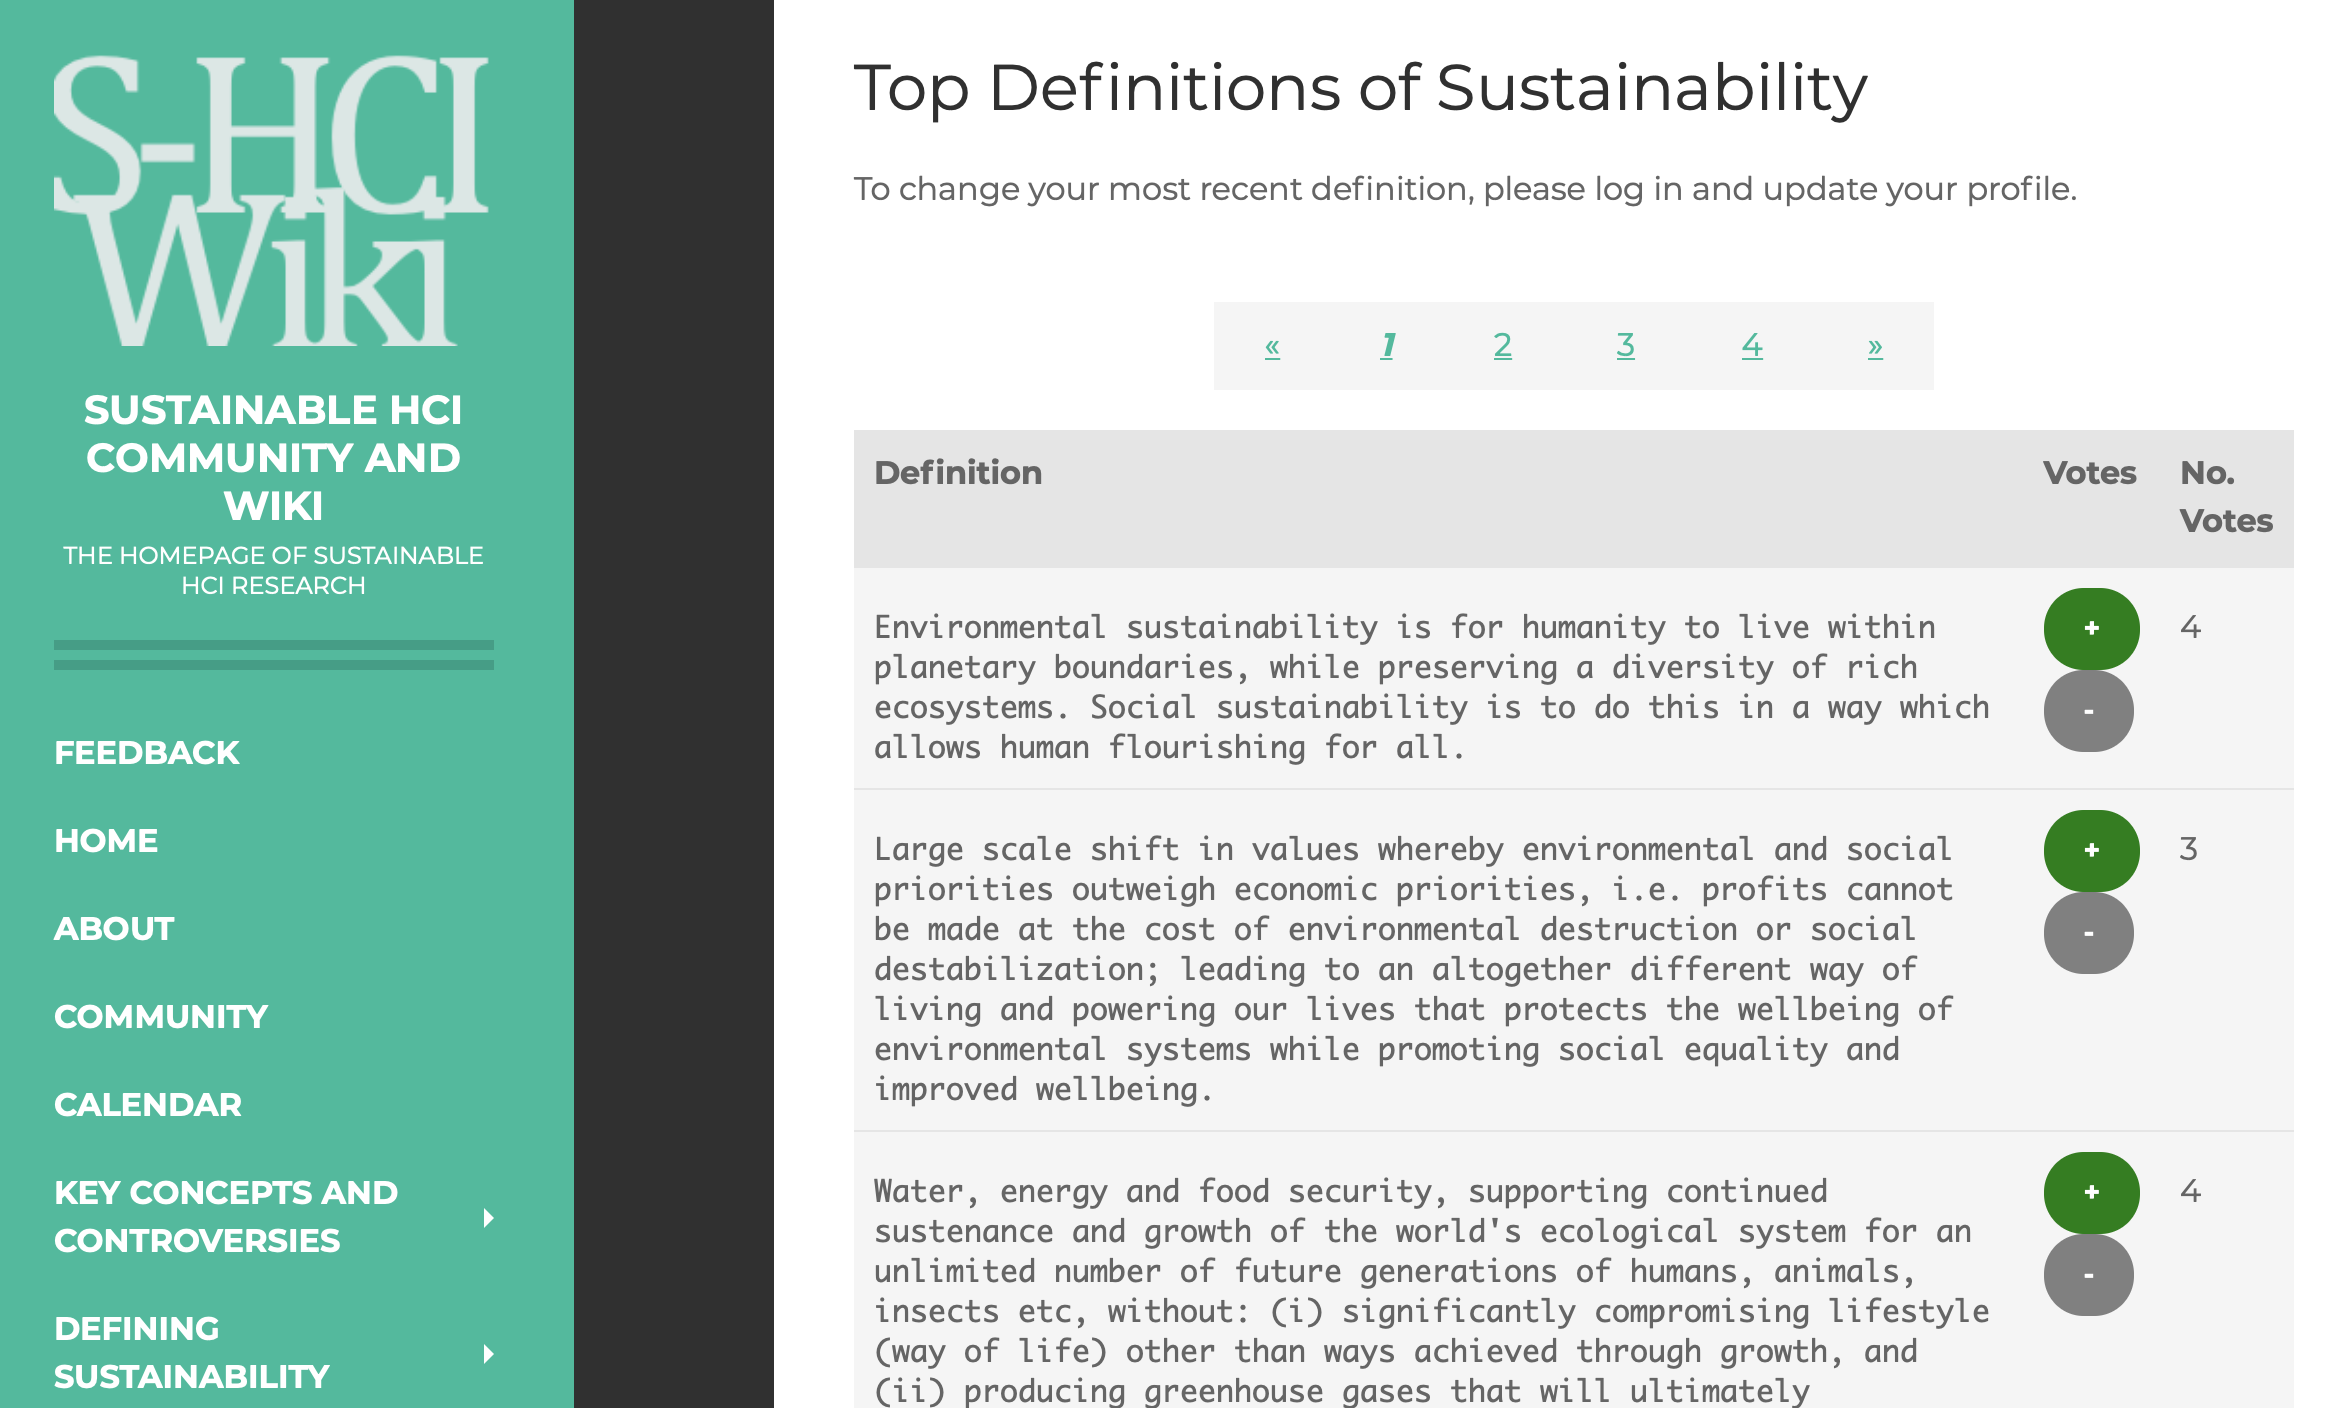 S-HCI
Wiki
SUSTAINABLE HCI
COMMUNITY AND
WIKI
THE HOMEPAGE OF SUSTAINABLE
HCI RESEARCH
FEEDBACK
HOME
ABOUT
COMMUNITY
CALENDAR
KEY CONCEPTS AND
CONTROVERSIES
DEFINING
SUSTAINABILITY
Top Definitions of Sustainability
To change your most recent definition, please log in and update your profile.
« 1 2 3 4 »
Definition Votes No.
Votes
Environmental sustainability is for humanity to live within + 4
planetary boundaries, while preserving a diversity of rich
ecosystems. Social sustainability is to do this in a way which -
allows human flourishing for all.
Large scale shift in values whereby environmental and social + 3
priorities outweigh economic priorities, i.e. profits cannot
be made at the cost of environmental destruction or social -
destabilization; leading to an altogether different way of
living and powering our lives that protects the wellbeing of
environmental systems while promoting social equality and
improved wellbeing.
Water, energy and food security, supporting continued + 4
sustenance and growth of the world's ecological system for an
unlimited number of future generations of humans, animals, -
insects etc, without: (i) significantly compromising lifestyle
(way of life) other than ways achieved through growth, and
(ii) producing greenhouse gases that will ultimately